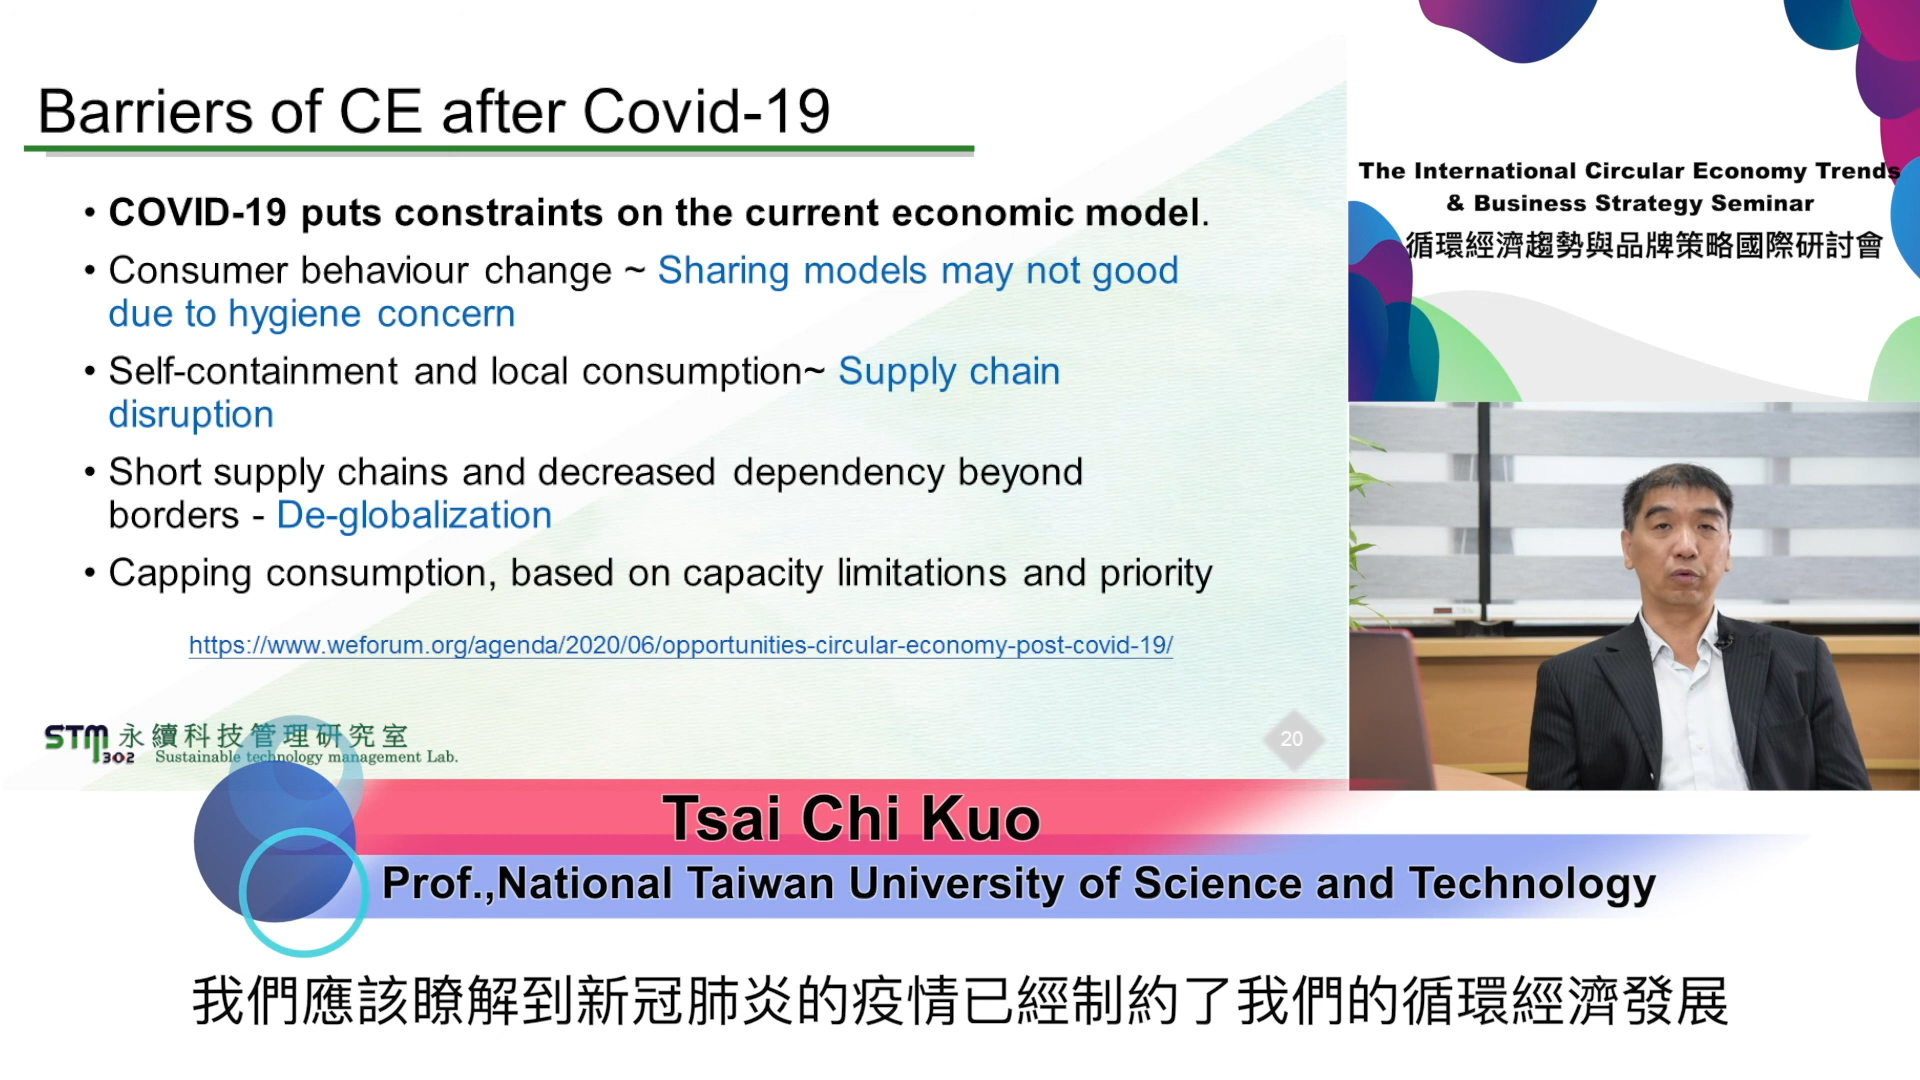 Barriers of CE after Covid-19
• COVID-19 puts constraints on the current economic model.
• Consumer behaviour change ~ Sharing models may not good
due to hygiene concern
• Self-containment and local consumption~ Supply chain
disruption
• Short supply chains and decreased dependency beyond
borders - De-globalization
• Capping consumption, based on capacity limitations and priority
https://www.weforum.org/agenda/2020/06/opportunities-circular-economy-post-covid-19/
STM 302 永續科技管理研究室
Sustainable technology management Lab.
20
The International Circular Economy Trends
& Business Strategy Seminar
循環經濟趨勢與品牌策略國際研討會
Tsai Chi Kuo
Prof.,National Taiwan University of Science and Technology
我們應該瞭解到新冠肺炎的疫情已經制約了我們的循環經濟發展